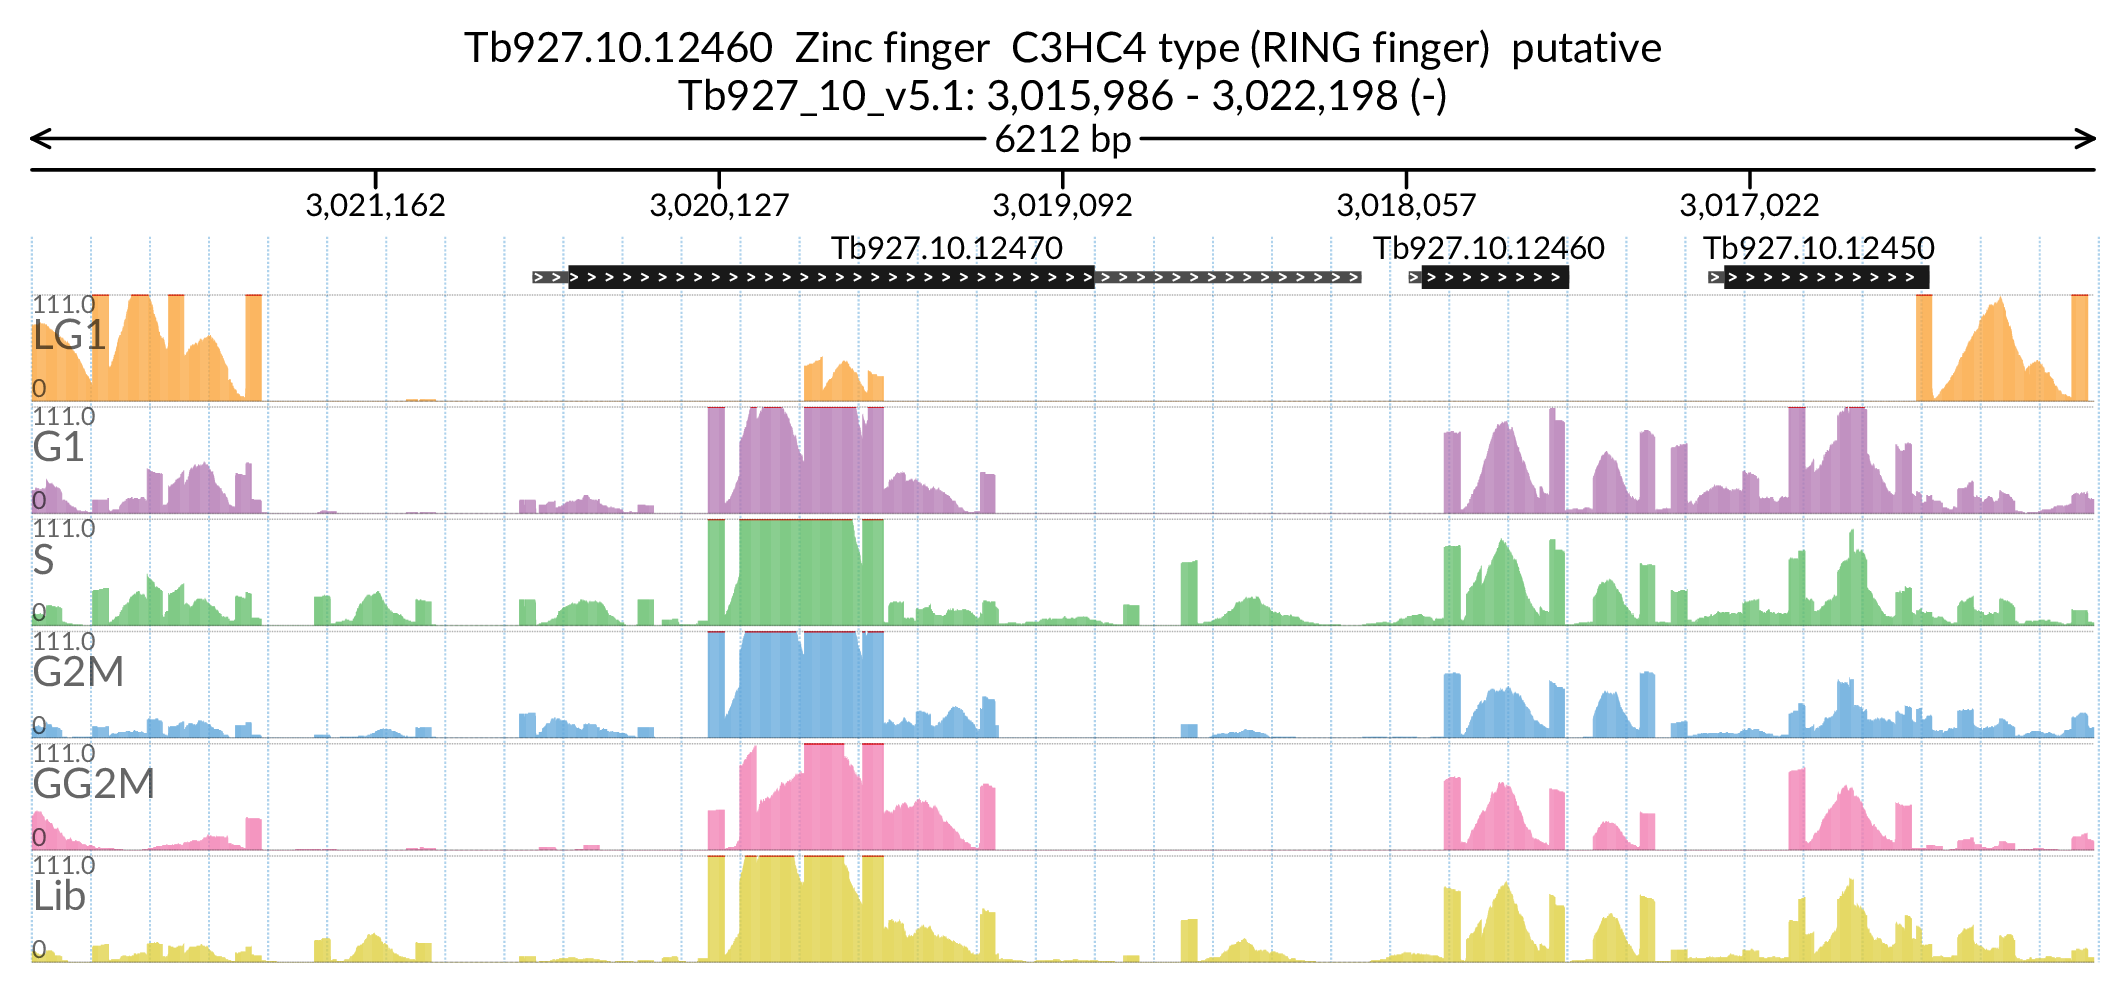 Tb927.10.12460 Zinc finger C3HC4 type (RING finger) putative
Tb927_10_v5.1: 3,015,986 - 3,022,198 (-)
6212 bp
3,021,162 3,020,127 3,019,092 3,018,057 3,017,022
Tb927.10.12470 Tb927.10.12460 Tb927.10.12450
111.0
LG1
0
111.0
G1
0
111.0
S
0
111.0
G2M
0
111.0
GG2M
0
111.0
Lib
0